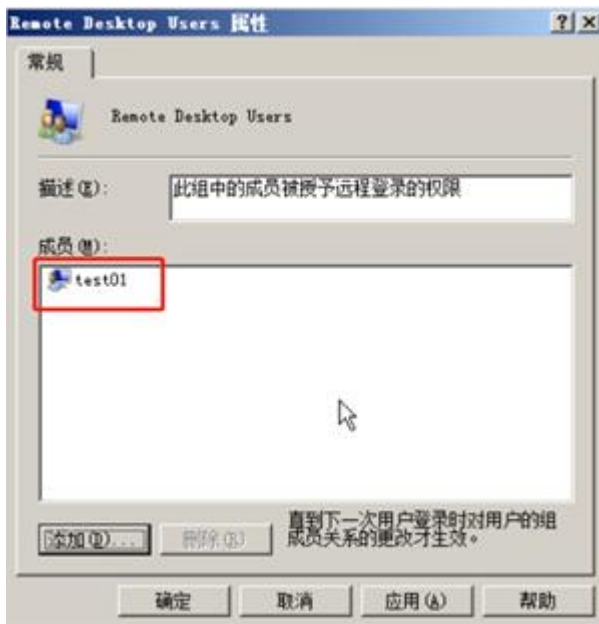 Remote Desktop Users 属性
常规
Remote Desktop Users
描述(E):
此组中的成员被授予远程登录的权限
成员(M):
test01
添加(D)...
删除(R)
直到下一次用户登录时对用户的组
成员关系的更改才生效。
确定
取消
应用(A)
帮助